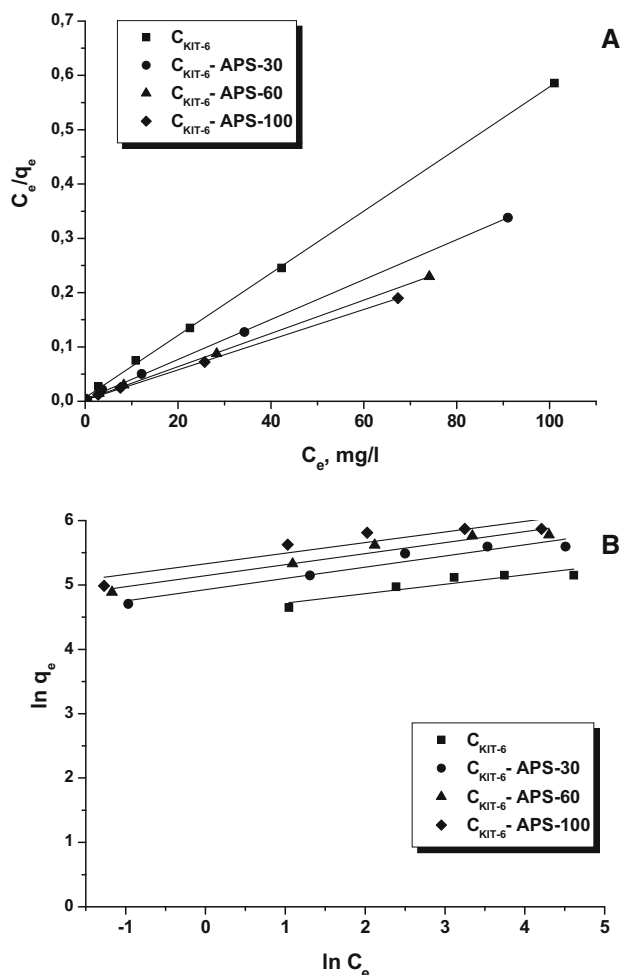 A
C_KIT-6
C_KIT-6- APS-30
C_KIT-6- APS-60
C_KIT-6- APS-100
C_e/q_e
0,7
0,6
0,5
0,4
0,3
0,2
0,1
0,0
0 20 40 60 80 100
C_e, mg/l
B
ln q_e
6
5
4
3
2
1
0
C_KIT-6
C_KIT-6- APS-30
C_KIT-6- APS-60
C_KIT-6- APS-100
-1 0 1 2 3 4 5
ln C_e